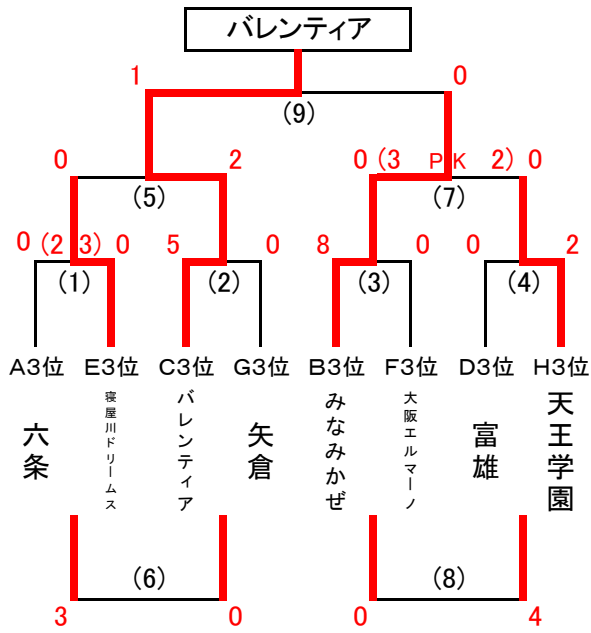 バレンティア
1 0
(9)
0 2 0 (3 PK 2) 0
(5) (7)
0 (2 3) 0 5 0 8 0 0 2
(1) (2) (3) (4)
A3位 E3位 C3位 G3位 B3位 F3位 D3位 H3位
六条
寝屋川ドリームス
バレンティア
矢倉
みなみかぜ
大阪エルマーノ
富雄
天王学園
(6) (8)
3 0 0 4